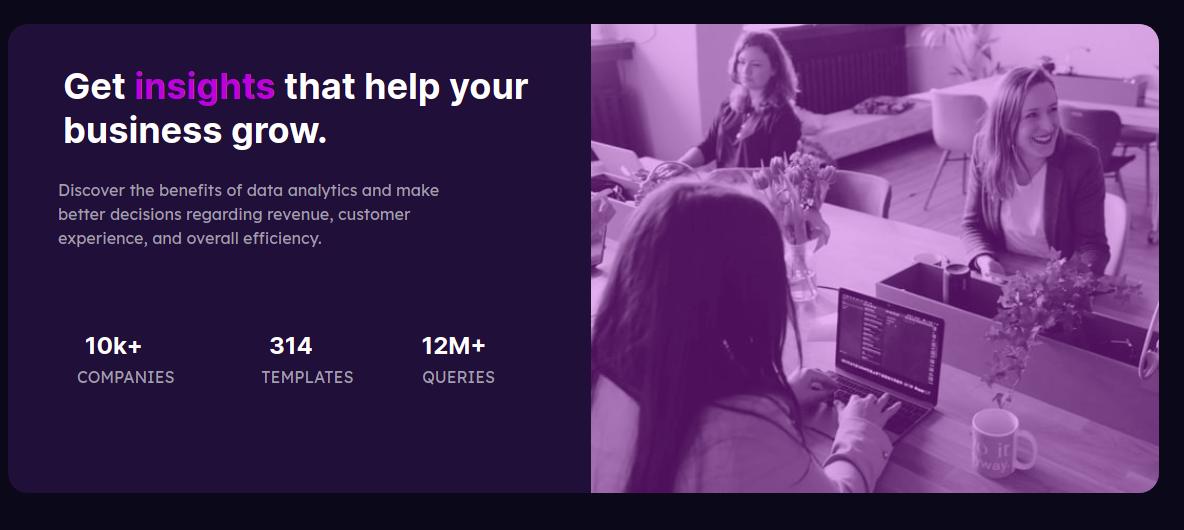 Get insights that help your
business grow.
Discover the benefits of data analytics and make
better decisions regarding revenue, customer
experience, and overall efficiency.
10k+ 314 12M+
COMPANIES TEMPLATES QUERIES